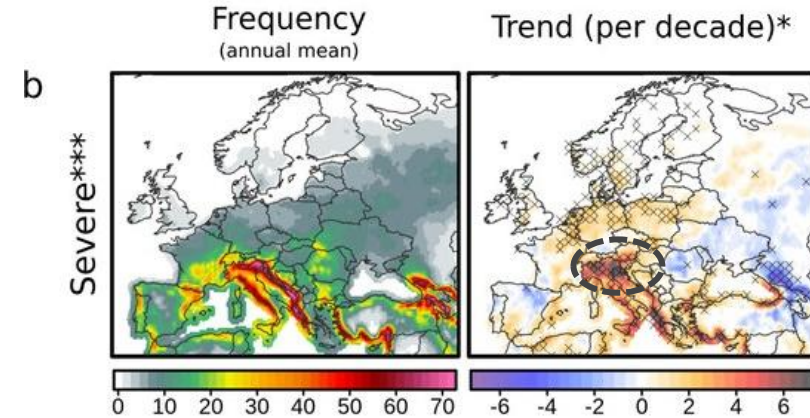 Frequency
(annual mean)
Trend (per decade)*
b
Severe***
0 10 20 30 40 50 60 70
-6 -4 -2 0 2 4 6